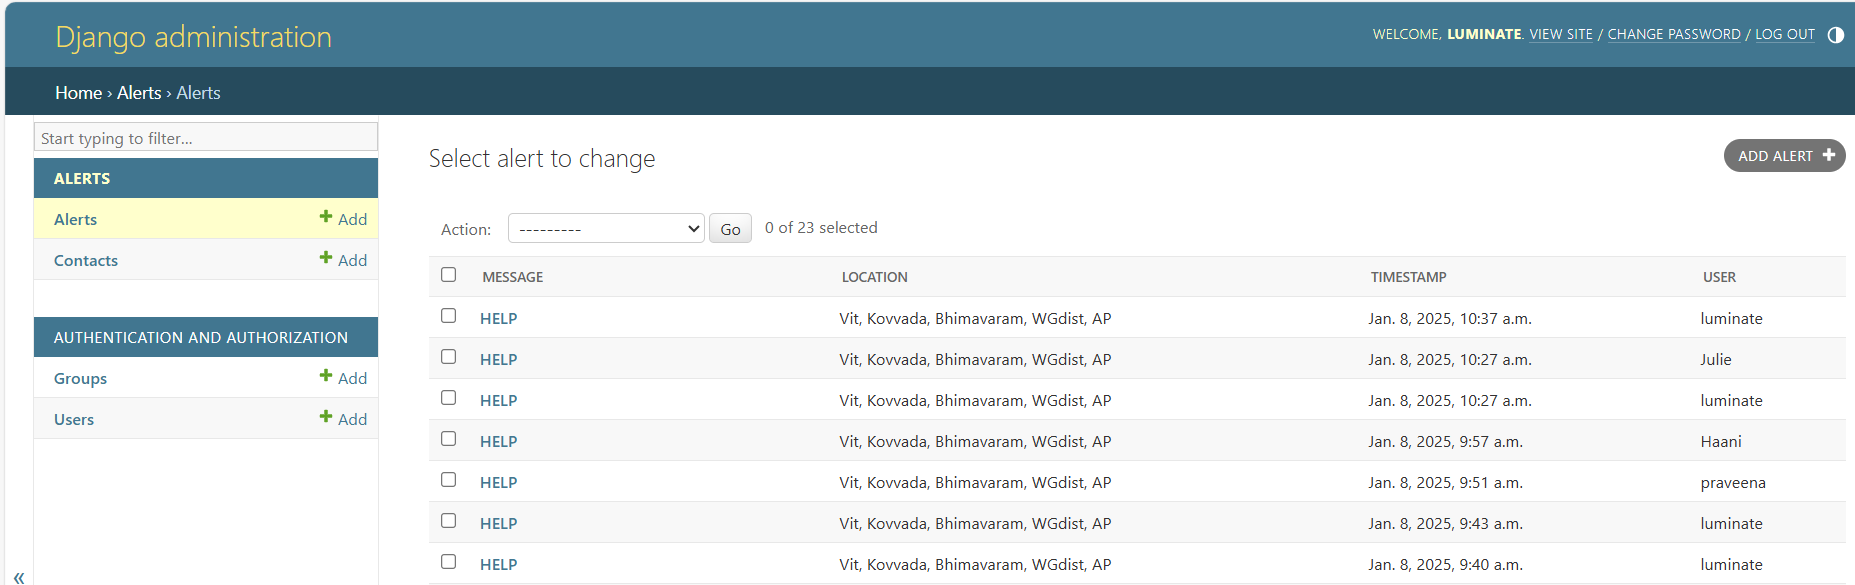 Django administration
WELCOME, LUMINATE. VIEW SITE / CHANGE PASSWORD / LOG OUT
Home › Alerts › Alerts
Start typing to filter...
ALERTS
Alerts + Add
Contacts + Add
AUTHENTICATION AND AUTHORIZATION
Groups + Add
Users + Add
«
Select alert to change
ADD ALERT +
Action: --------- Go 0 of 23 selected
MESSAGE LOCATION TIMESTAMP USER
HELP Vit, Kovvada, Bhimavaram, WGdist, AP Jan. 8, 2025, 10:37 a.m. luminate
HELP Vit, Kovvada, Bhimavaram, WGdist, AP Jan. 8, 2025, 10:27 a.m. Julie
HELP Vit, Kovvada, Bhimavaram, WGdist, AP Jan. 8, 2025, 10:27 a.m. luminate
HELP Vit, Kovvada, Bhimavaram, WGdist, AP Jan. 8, 2025, 9:57 a.m. Haani
HELP Vit, Kovvada, Bhimavaram, WGdist, AP Jan. 8, 2025, 9:51 a.m. praveena
HELP Vit, Kovvada, Bhimavaram, WGdist, AP Jan. 8, 2025, 9:43 a.m. luminate
HELP Vit, Kovvada, Bhimavaram, WGdist, AP Jan. 8, 2025, 9:40 a.m. luminate